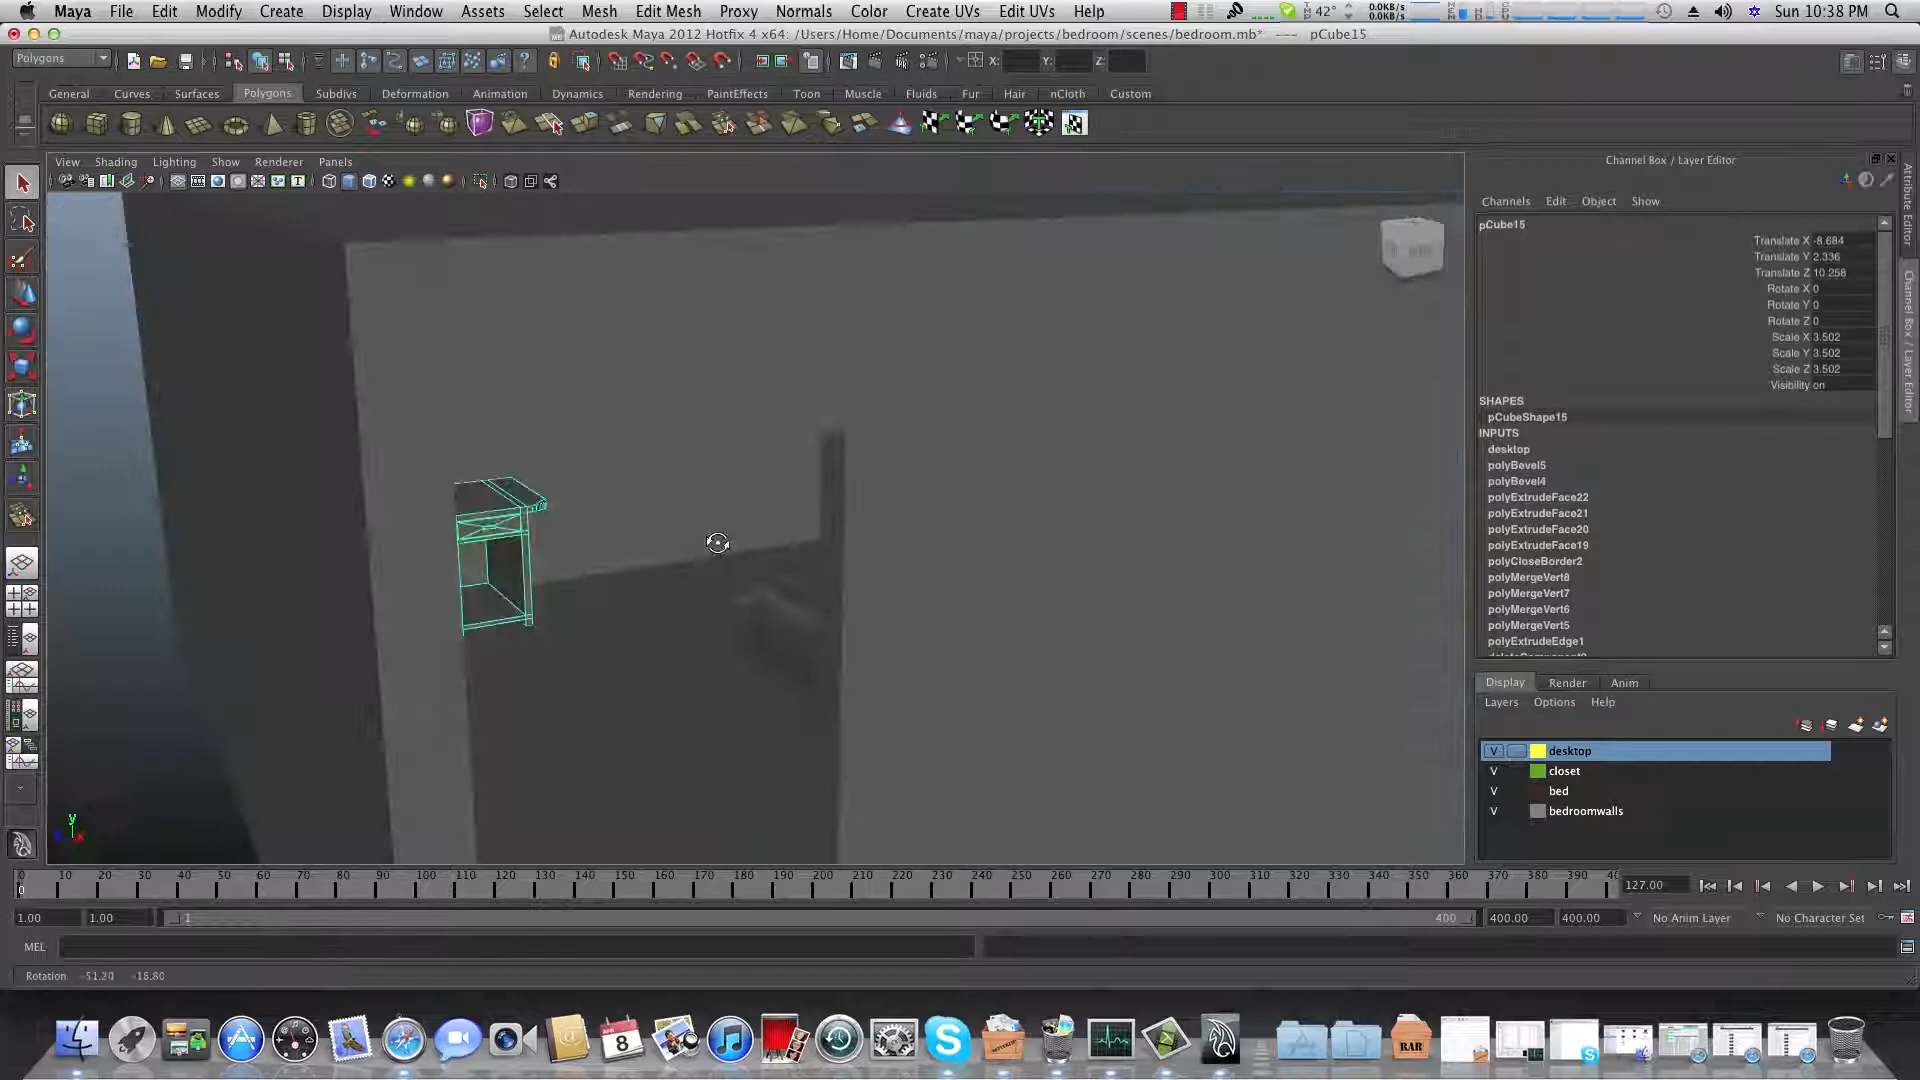 Maya File Edit Modify Create Display Window Assets Select Mesh Edit Mesh Proxy Normals Color Create UVs Edit UVs Help 42° 0.0KB/s 0.0KB/s Sun 10:38 PM
Autodesk Maya 2012 Hotfix 4 x64: /Users/Home/Documents/maya/projects/bedroom/scenes/bedroom.mb* --- pCube15
Polygons X: Y: Z:
General Curves Surfaces Polygons Subdivs Deformation Animation Dynamics Rendering PaintEffects Toon Muscle Fluids Fur Hair nCloth Custom
View Shading Lighting Show Renderer Panels
Channel Box / Layer Editor
Channels Edit Object Show
pCube15
Translate X -8.684
Translate Y 2.336
Translate Z 10.258
Rotate X 0
Rotate Y 0
Rotate Z 0
Scale X 3.502
Scale Y 3.502
Scale Z 3.502
Visibility on
SHAPES
pCubeShape15
INPUTS
desktop
polyBevel5
polyBevel4
polyExtrudeFace22
polyExtrudeFace21
polyExtrudeFace20
polyExtrudeFace19
polyCloseBorder2
polyMergeVert8
polyMergeVert7
polyMergeVert6
polyMergeVert5
polyExtrudeEdge1
Attribute Editor
Channel Box / Layer Editor
Display Render Anim
Layers Options Help
V desktop
V closet
V bed
V bedroomwalls
y
x
0 10 20 30 40 50 60 70 80 90 100 110 120 130 140 150 160 170 180 190 200 210 220 230 240 250 260 270 280 290 300 310 320 330 340 350 360 370 380 390 40
0
127.00
1.00 1.00 1 400 400.00 400.00 No Anim Layer No Character Set
MEL
Rotation -51.20 -18.80
APR
8
RAR